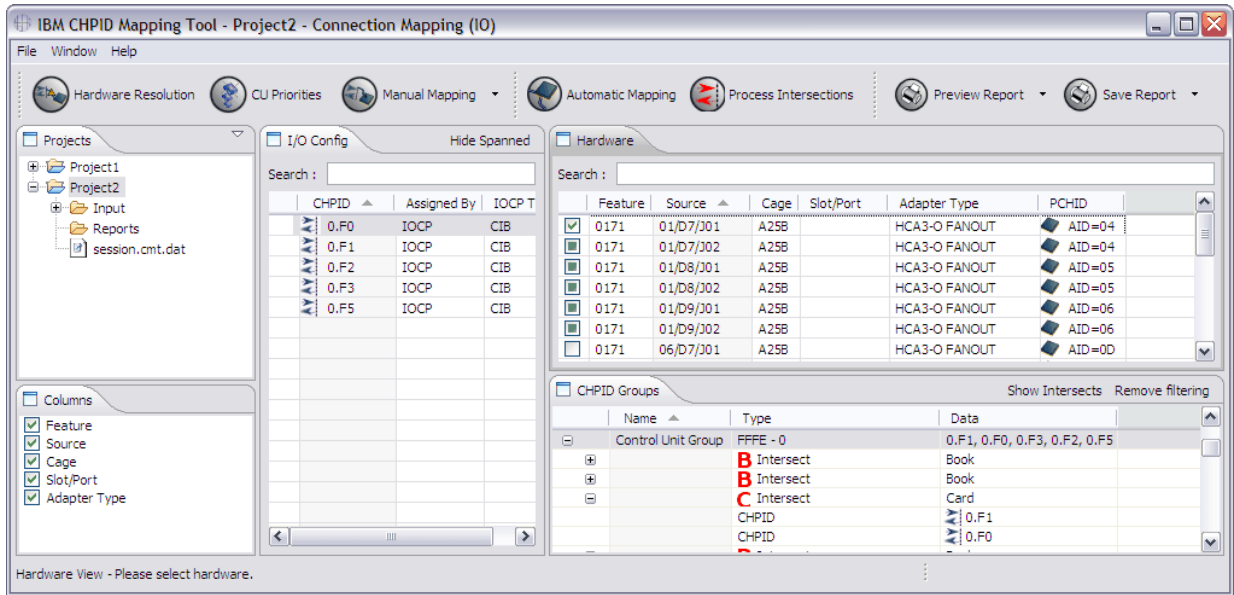 IBM CHPID Mapping Tool - Project2 - Connection Mapping (IO)
File Window Help
Hardware Resolution CU Priorities Manual Mapping Automatic Mapping Process Intersections Preview Report Save Report
Projects
Project1
Project2
Input
Reports
session.cmt.dat
Columns
Feature
Source
Cage
Slot/Port
Adapter Type
I/O Config Hide Spanned
Search :
CHPID Assigned By IOCP T
0.F0 IOCP CIB
0.F1 IOCP CIB
0.F2 IOCP CIB
0.F3 IOCP CIB
0.F5 IOCP CIB
Hardware
Search :
Feature Source Cage Slot/Port Adapter Type PCHID
0171 01/D7/J01 A25B HCA3-O FANOUT AID=04
0171 01/D7/J02 A25B HCA3-O FANOUT AID=04
0171 01/D8/J01 A25B HCA3-O FANOUT AID=05
0171 01/D8/J02 A25B HCA3-O FANOUT AID=05
0171 01/D9/J01 A25B HCA3-O FANOUT AID=06
0171 01/D9/J02 A25B HCA3-O FANOUT AID=06
0171 06/D7/J01 A25B HCA3-O FANOUT AID=0D
CHPID Groups Show Intersects Remove filtering
Name Type Data
Control Unit Group FFFE - 0 0.F1, 0.F0, 0.F3, 0.F2, 0.F5
B Intersect Book
B Intersect Book
C Intersect Card
CHPID 0.F1
CHPID 0.F0
Hardware View - Please select hardware.